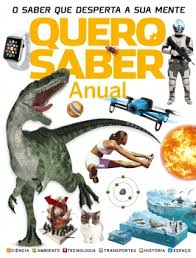 O SABER QUE DESPERTA A SUA MENTE
QUERO
SABER
Anual
CIÊNCIA AMBIENTE TECNOLOGIA TRANSPORTES HISTÓRIA ESPAÇO